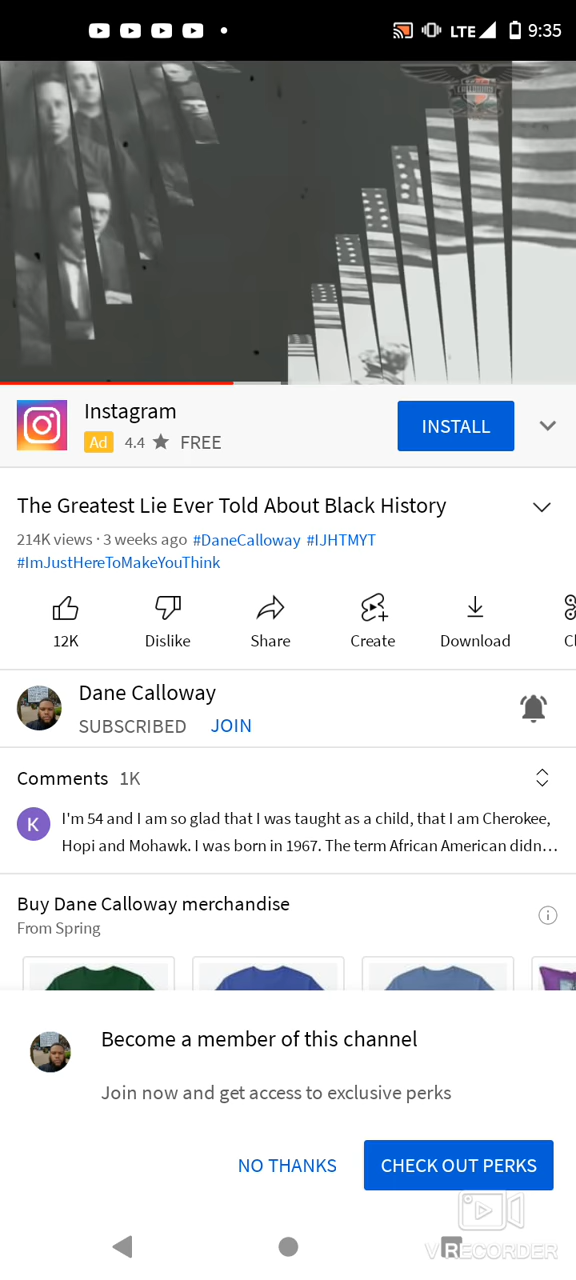 LTE 9:35
Instagram
Ad 4.4 ★ FREE
INSTALL
The Greatest Lie Ever Told About Black History
214K views · 3 weeks ago #DaneCalloway #IJHTMYT
#ImJustHereToMakeYouThink
12K Dislike Share Create Download Cl
Dane Calloway
SUBSCRIBED JOIN
Comments 1K
K
I'm 54 and I am so glad that I was taught as a child, that I am Cherokee,
Hopi and Mohawk. I was born in 1967. The term African American didn...
Buy Dane Calloway merchandise
From Spring
Become a member of this channel
Join now and get access to exclusive perks
NO THANKS CHECK OUT PERKS
VRECORDER